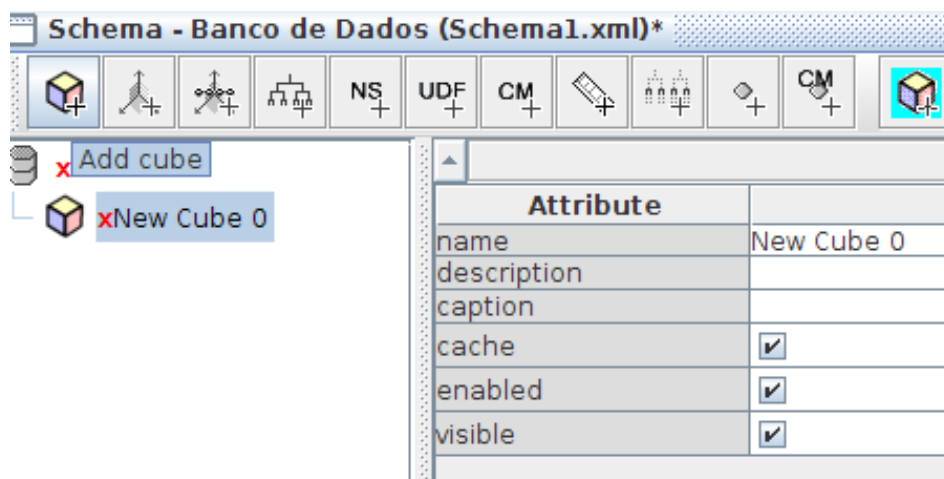 Schema - Banco de Dados (Schema1.xml)*
NS UDF CM CM
x Add cube
xNew Cube 0
Attribute
name New Cube 0
description
caption
cache
enabled
visible